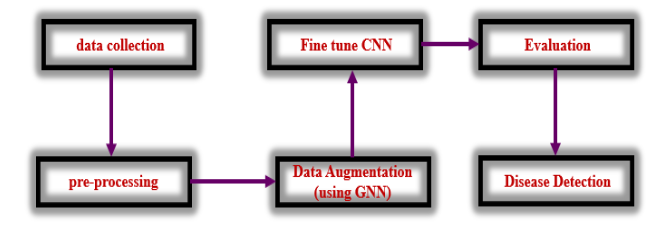 data collection
Fine tune CNN
Evaluation
pre-processing
Data Augmentation
(using GNN)
Disease Detection